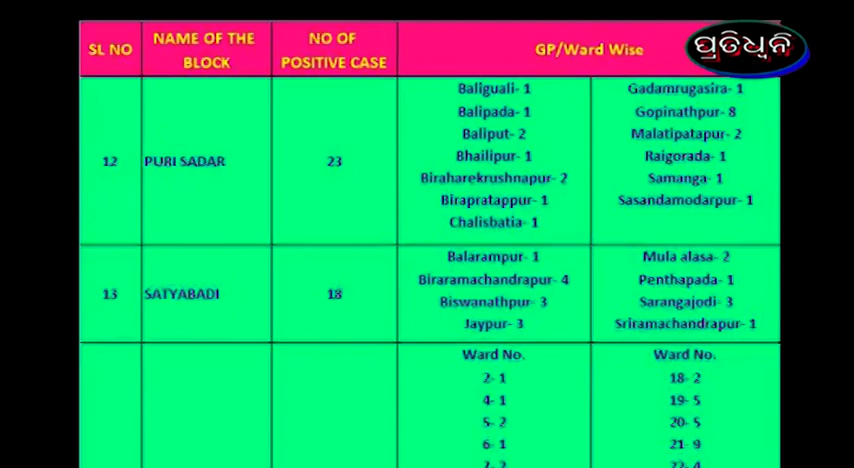 SL NO NAME OF THE BLOCK NO OF POSITIVE CASE GP/Ward Wise
ପ୍ରତିଧ୍ୱନି
12 PURI SADAR 23
Baliguali- 1 Gadamrugasira- 1
Balipada- 1 Gopinathpur- 8
Baliput- 2 Malatipatapur- 2
Bhailipur- 1 Raigorada- 1
Biraharekrushnapur- 2 Samanga- 1
Birapratappur- 1 Sasandamodarpur- 1
Chalisbatia- 1
13 SATYABADI 18
Balarampur- 1 Mula alasa- 2
Biraramachandrapur- 4 Penthapada- 1
Biswanathpur- 3 Sarangajodi- 3
Jaypur- 3 Sriramachandrapur- 1
Ward No. Ward No.
2- 1 18- 2
4- 1 19- 5
5- 2 20- 5
6- 1 21- 9
7- 2 22- 4